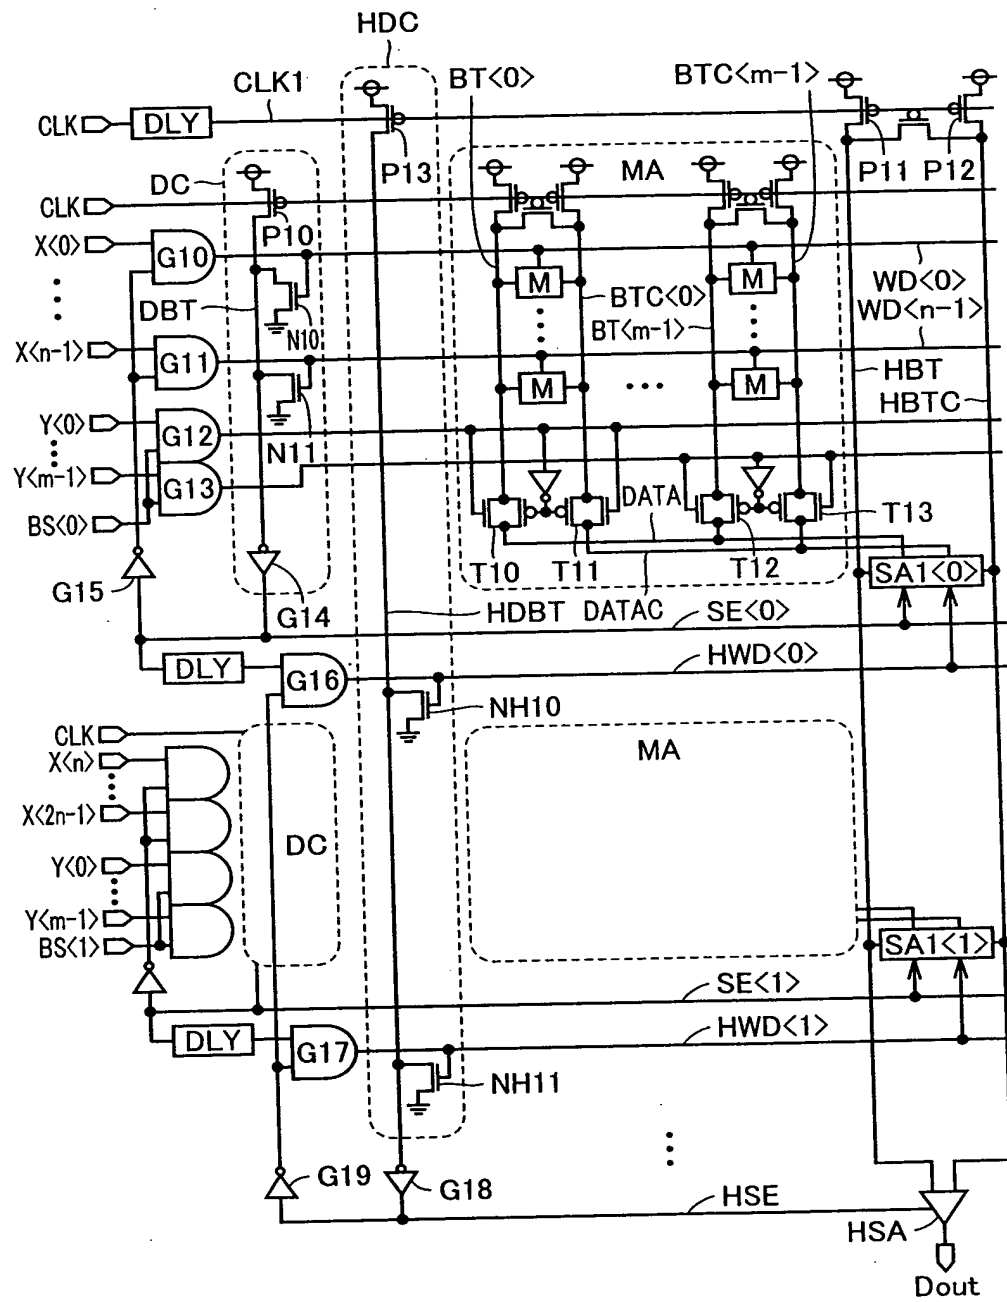 HDC
BT<0>
BTC<m-1>
CLK1
CLK
DLY
P13
P11
P12
DC
MA
CLK
P10
X<0>
G10
M
M
WD<0>
DBT
N10
BTC<0>
WD<n-1>
BT<m-1>
X<n-1>
G11
M
M
HBT
HBTC
Y<0>
G12
N11
Y<m-1>
G13
DATA
BS<0>
T13
T10
T11
T12
G15
G14
SA1<0>
HDBT
DATAC
SE<0>
DLY
G16
HWD<0>
NH10
CLK
MA
X<n>
X<2n-1>
DC
Y<0>
Y<m-1>
BS<1>
SA1<1>
SE<1>
DLY
G17
HWD<1>
NH11
G19
G18
HSE
HSA
Dout